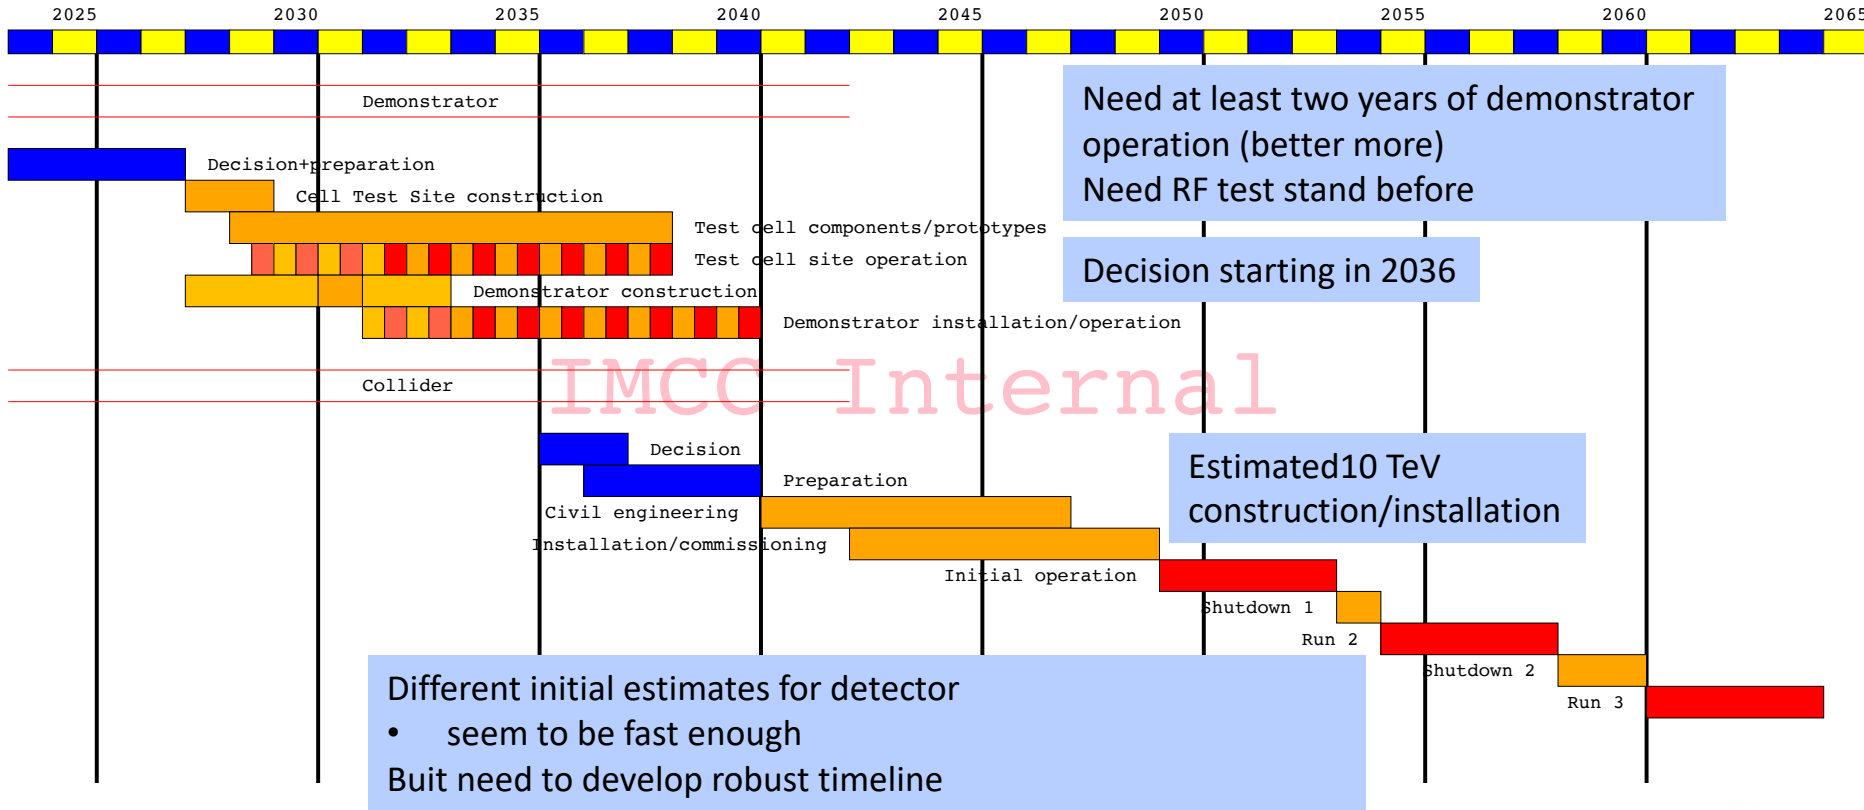 2025 2030 2035 2040 2045 2050 2055 2060 2065
Demonstrator
Need at least two years of demonstrator
operation (better more)
Need RF test stand before
Decision+preparation
Cell Test Site construction
Test cell components/prototypes
Test cell site operation
Decision starting in 2036
Demonstrator construction
Demonstrator installation/operation
IMCC Internal
Collider
Decision
Estimated10 TeV
construction/installation
Preparation
Civil engineering
Installation/commissioning
Initial operation
Shutdown 1
Run 2
Shutdown 2
Run 3
Different initial estimates for detector
• seem to be fast enough
Buit need to develop robust timeline